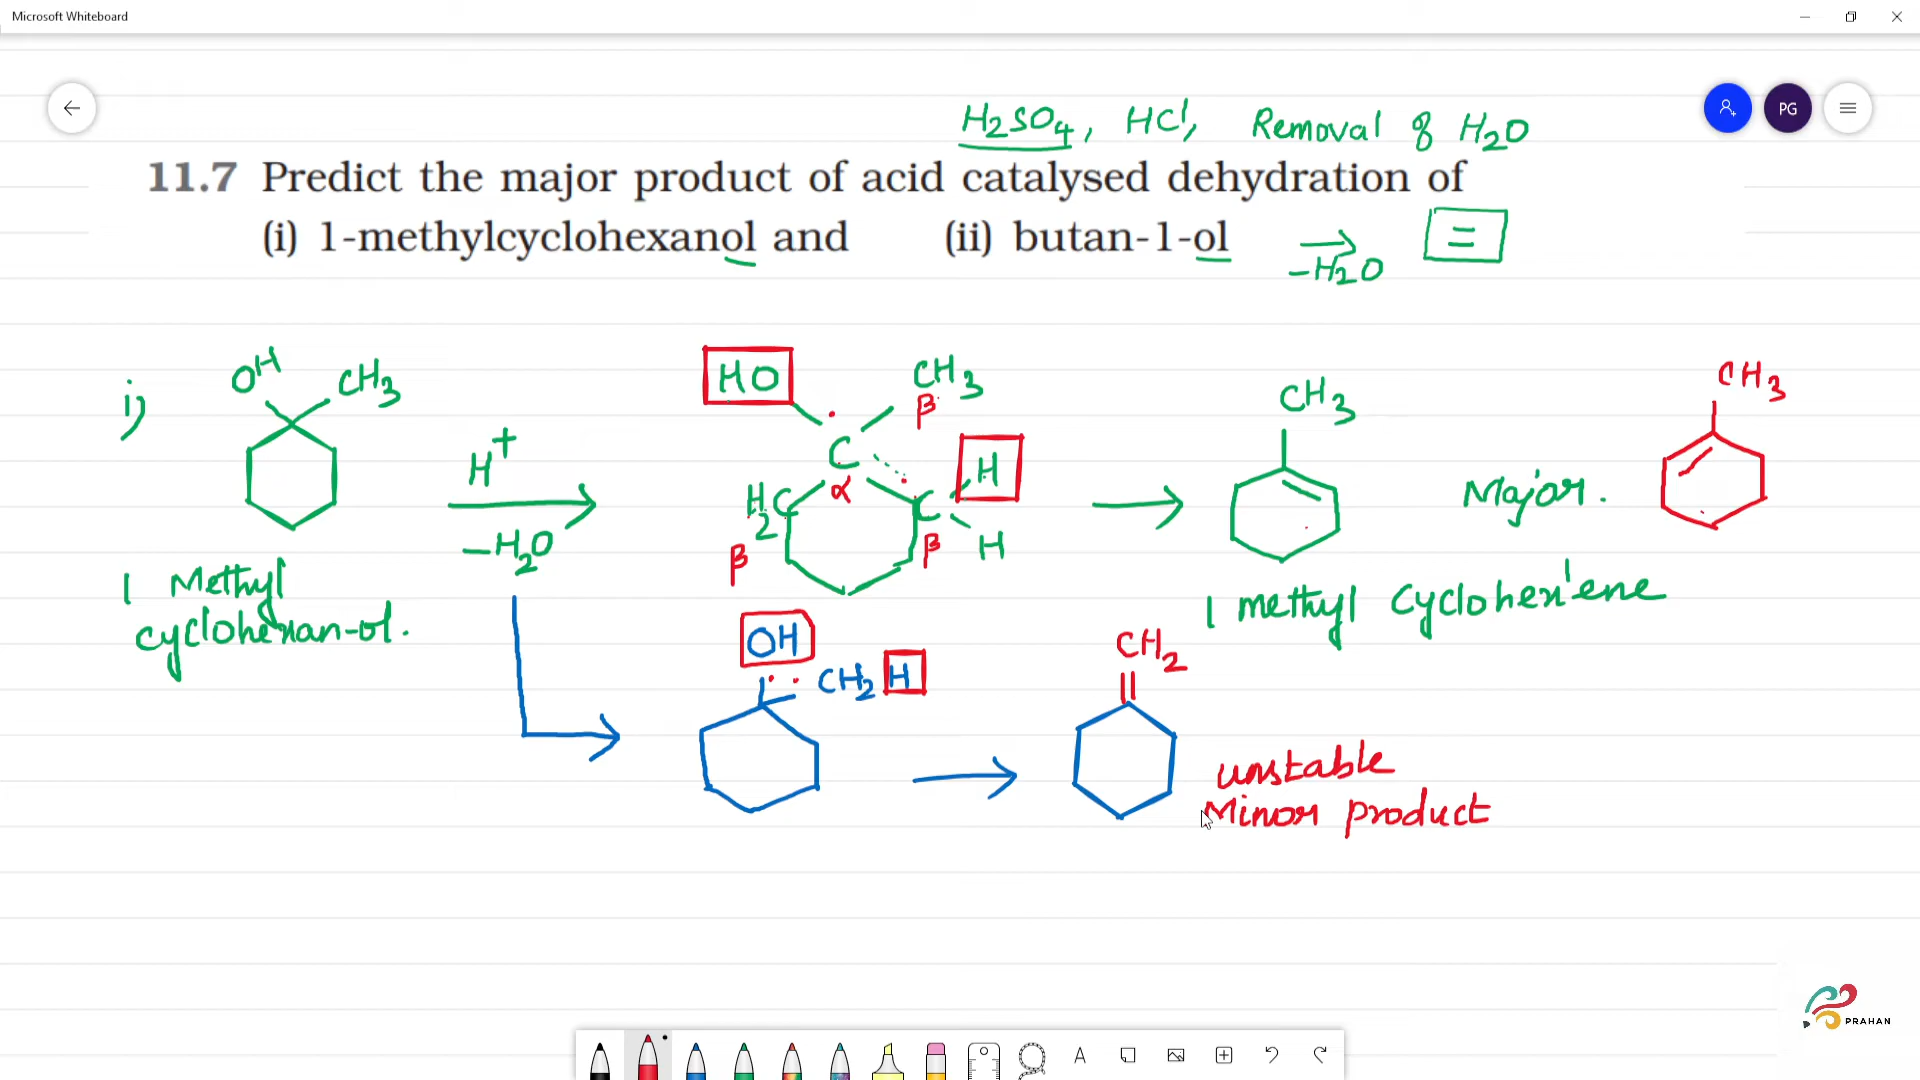 Microsoft Whiteboard
PG
H2SO4, HCl, Removal of H2O
11.7 Predict the major product of acid catalysed dehydration of
(i) 1-methylcyclohexanol and (ii) butan-1-ol
→ -H2O =
i)
OH CH3
H+
-H2O
1 Methyl
cyclohexan-ol.
HO CH3
β
C H
α
H2C C
β β H
CH3
Major.
CH3
1 methyl cyclohex1ene
OH
CH2 H
CH2
unstable
Minor product
PRAHAN
A